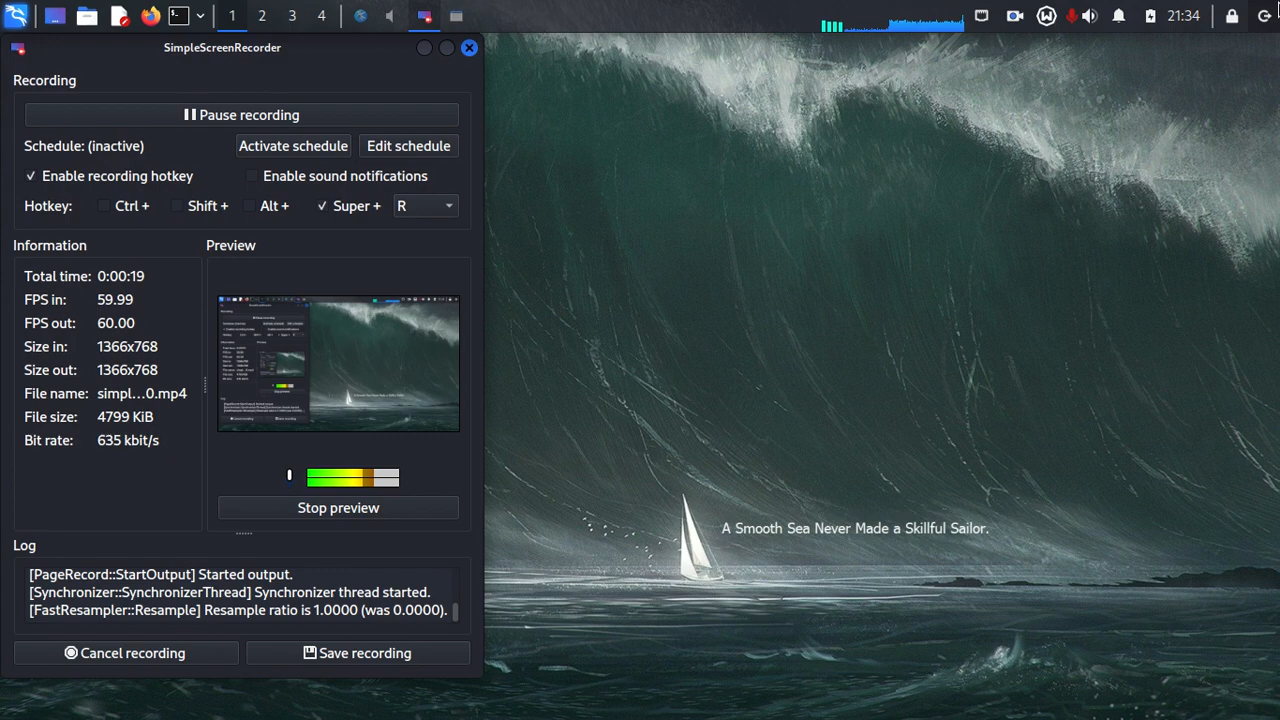 1 2 3 4 21:34
SimpleScreenRecorder
Recording
Pause recording
Schedule: (inactive) Activate schedule Edit schedule
Enable recording hotkey Enable sound notifications
Hotkey: Ctrl + Shift + Alt + Super + R
Information Preview
Total time: 0:00:19
FPS in: 59.99
FPS out: 60.00
Size in: 1366x768
Size out: 1366x768
File name: simpl...0.mp4
File size: 4799 KiB
Bit rate: 635 kbit/s
Stop preview
A Smooth Sea Never Made a Skillful Sailor.
Log
[PageRecord::StartOutput] Started output.
[Synchronizer::SynchronizerThread] Synchronizer thread started.
[FastResampler::Resample] Resample ratio is 1.0000 (was 0.0000).
Cancel recording Save recording